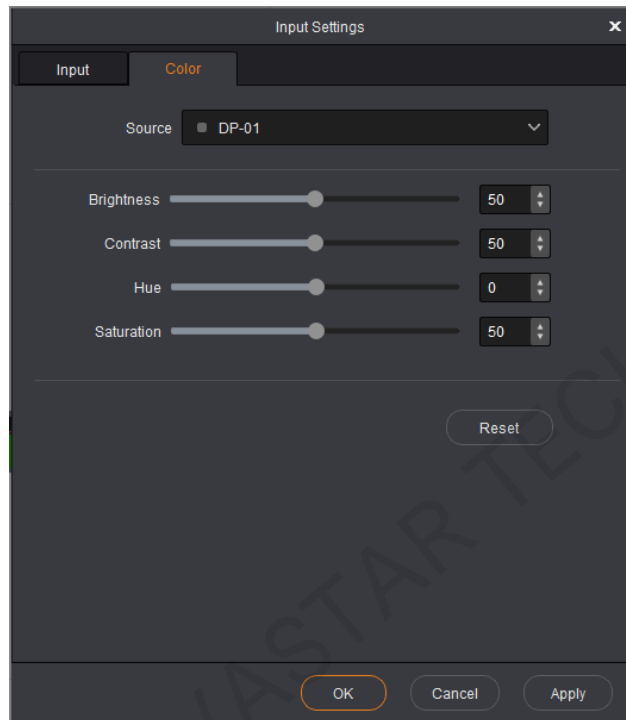 Input Settings
Input Color
Source DP-01
Brightness 50
Contrast 50
Hue 0
Saturation 50
Reset
OK Cancel Apply